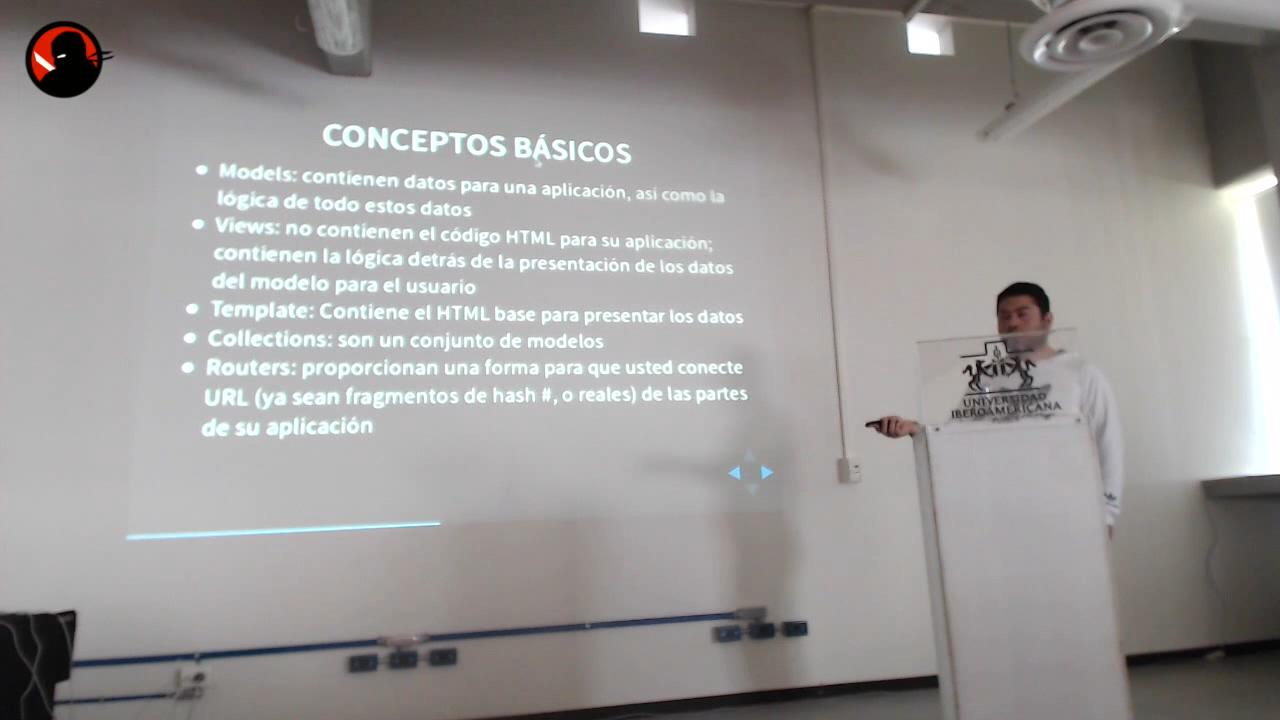 CONCEPTOS BÁSICOS
• Models: contienen datos para una aplicación, así como la
lógica de todo estos datos
• Views: no contienen el código HTML para su aplicación;
contienen la lógica detrás de la presentación de los datos
del modelo para el usuario
• Template: Contiene el HTML base para presentar los datos
• Collections: son un conjunto de modelos
• Routers: proporcionan una forma para que usted conecte
URL (ya sean fragmentos de hash #, o reales) de las partes
de su aplicación
UNIVERSIDAD
IBEROAMERICANA